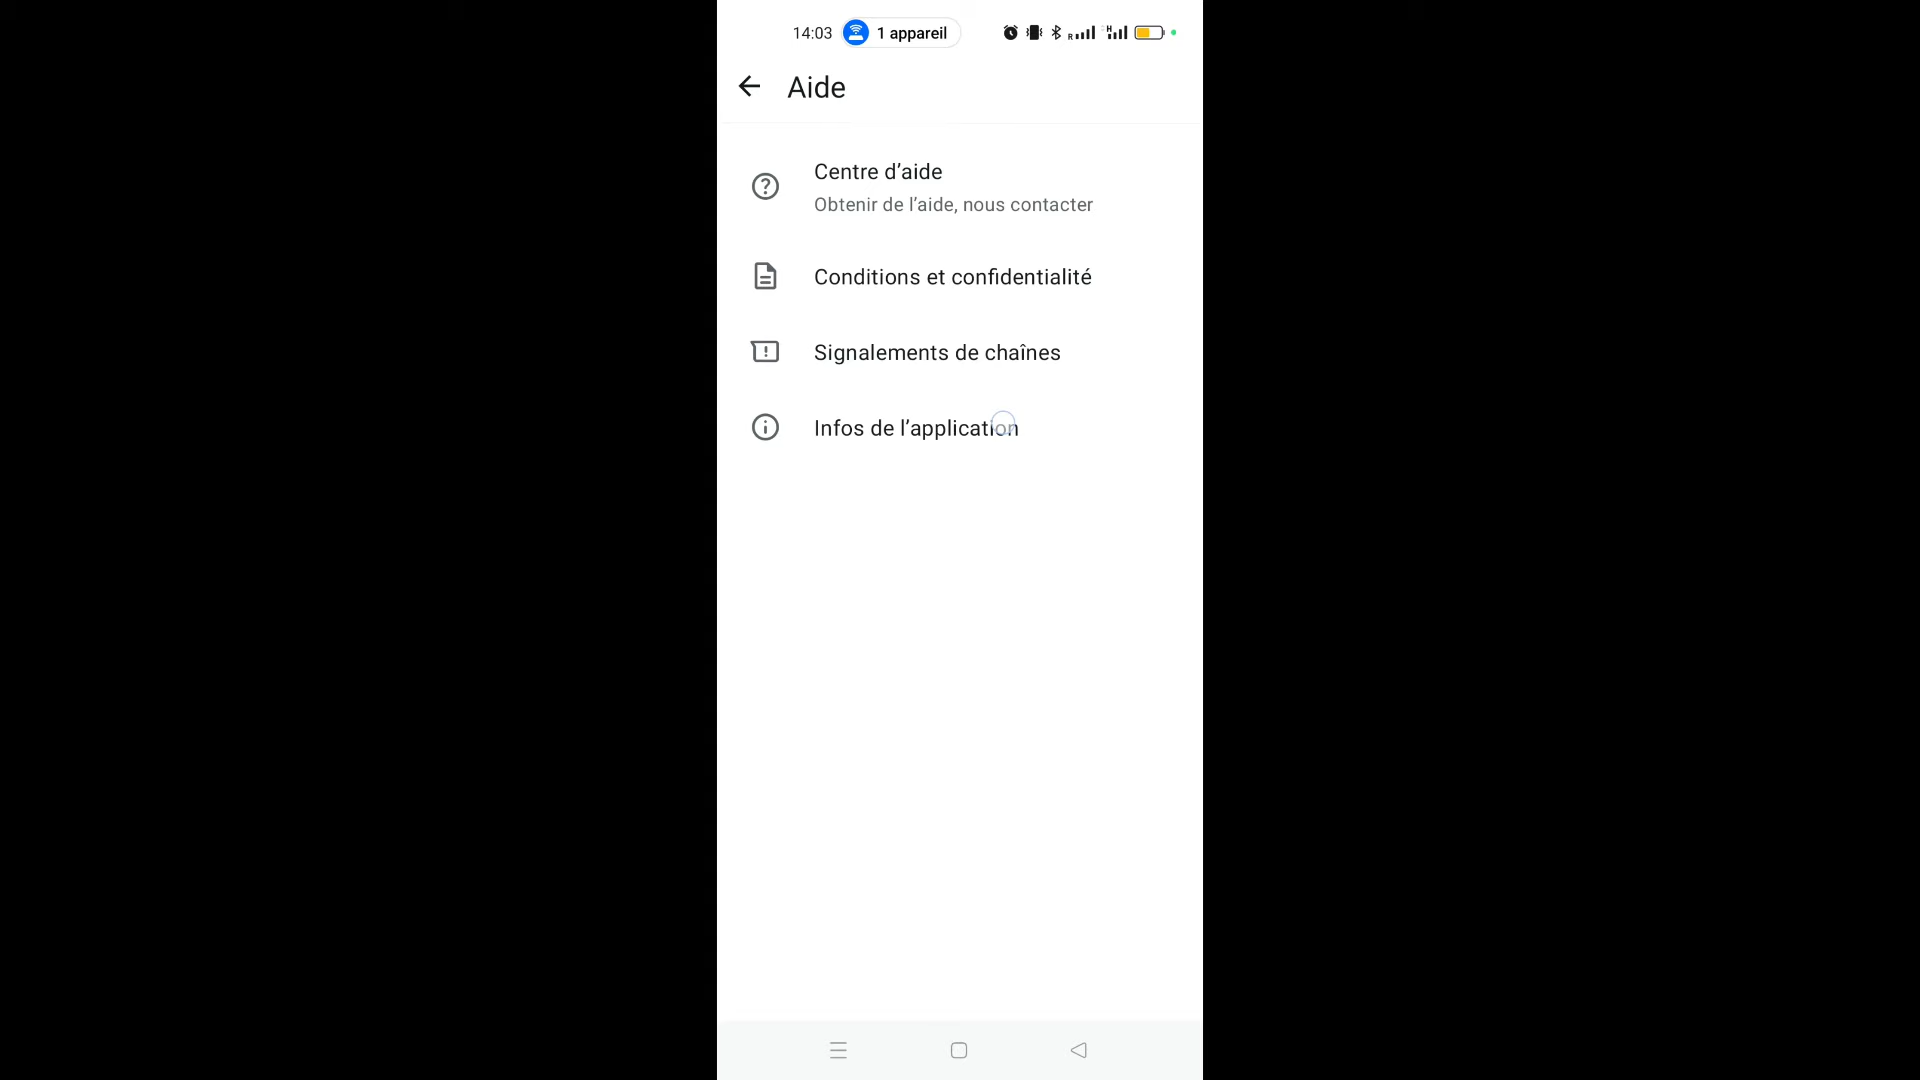 14:03
1 appareil
R
H
Aide
Centre d’aide
Obtenir de l’aide, nous contacter
Conditions et confidentialité
Signalements de chaînes
Infos de l’application